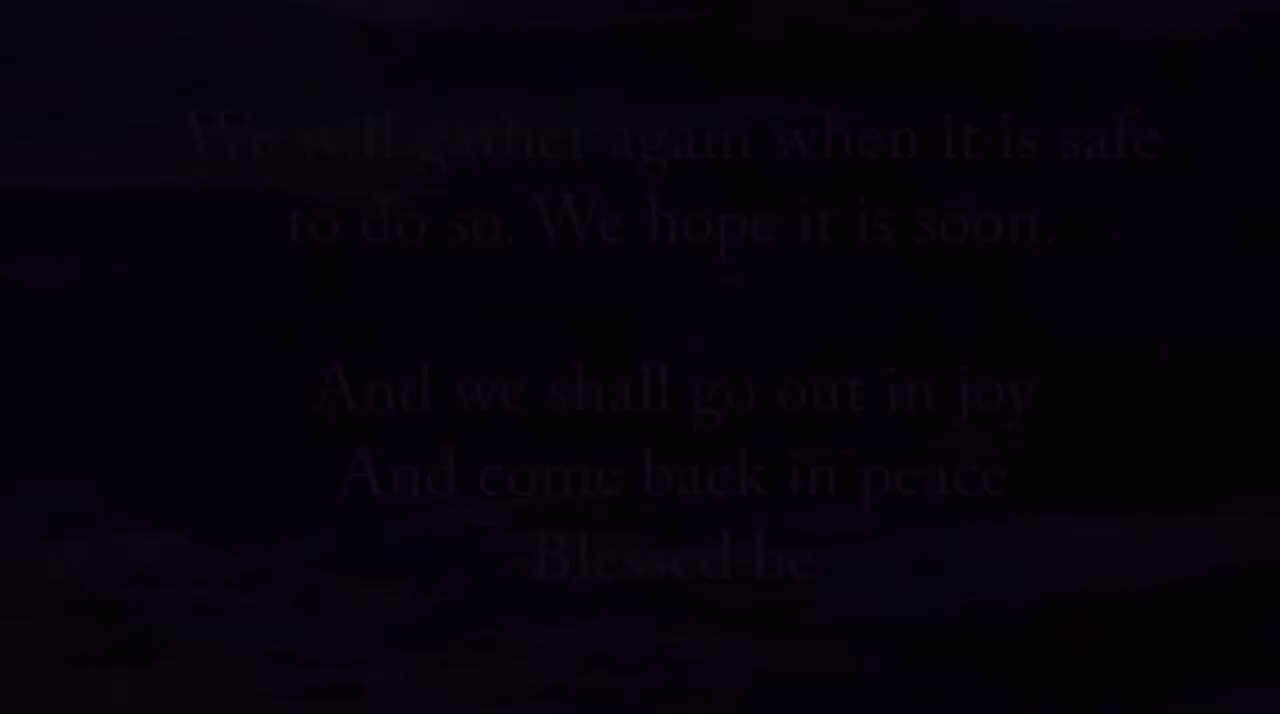 We will gather again when it is safe
to do so. We hope it is soon.
And we shall go out in joy
And come back in peace
Blessed be